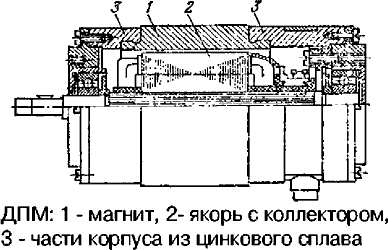 3 1 2 3
ДПМ: 1 - магнит, 2- якорь с коллектором,
3 - части корпуса из цинкового сплава